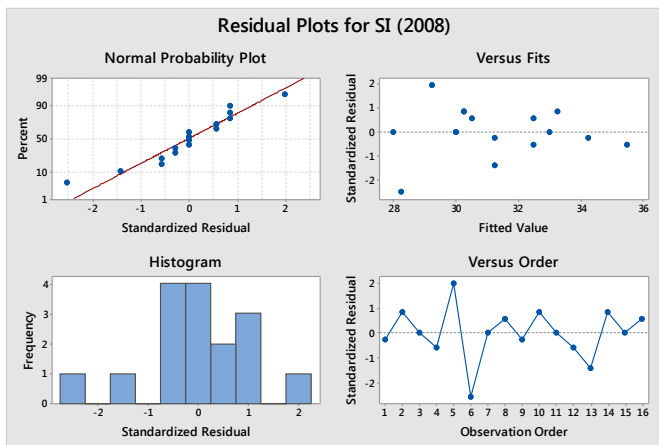 Residual Plots for SI (2008)
Normal Probability Plot
Percent
99
90
50
10
1
-2 -1 0 1 2
Standardized Residual
Versus Fits
Standardized Residual
2
1
0
-1
-2
28 30 32 34 36
Fitted Value
Histogram
Frequency
4
3
2
1
0
-2 -1 0 1 2
Standardized Residual
Versus Order
Standardized Residual
2
1
0
-1
-2
1 2 3 4 5 6 7 8 9 10 11 12 13 14 15 16
Observation Order